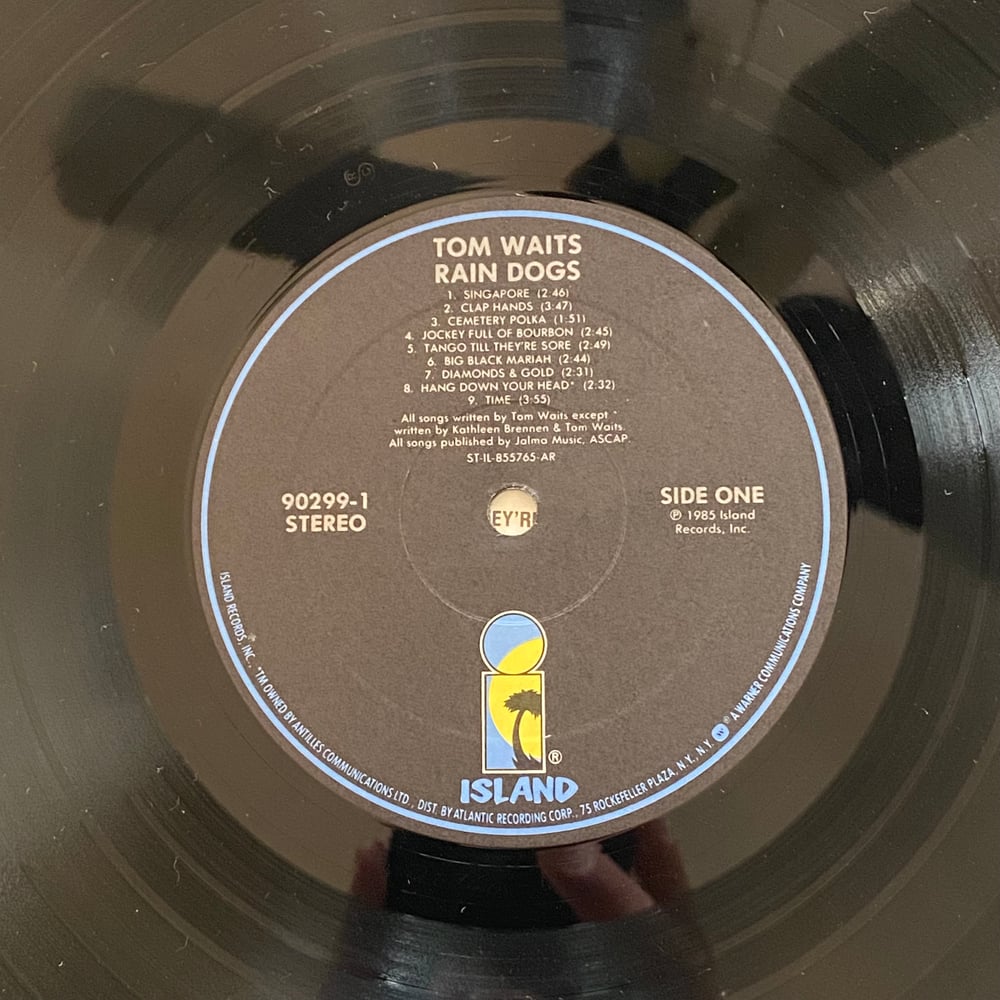 TOM WAITS
RAIN DOGS
1. SINGAPORE (2:46)
2. CLAP HANDS (3:47)
3. CEMETERY POLKA (1:51)
4. JOCKEY FULL OF BOURBON (2:45)
5. TANGO TILL THEY'RE SORE (2:49)
6. BIG BLACK MARIAH (2:44)
7. DIAMONDS & GOLD (2:31)
8. HANG DOWN YOUR HEAD* (2:32)
9. TIME (3:55)
All songs written by Tom Waits except *
written by Kathleen Brennen & Tom Waits.
All songs published by Jalma Music, ASCAP.
ST-IL-855765-AR
90299-1
STEREO
EY'R
SIDE ONE
℗ 1985 Island
Records, Inc.
®
ISLAND
ISLAND RECORDS, INC., *TM OWNED BY ANTILLES COMMUNICATIONS LTD., DIST. BY ATLANTIC RECORDING CORP., 75 ROCKEFELLER PLAZA, N.Y., N.Y. ® A WARNER COMMUNICATIONS COMPANY